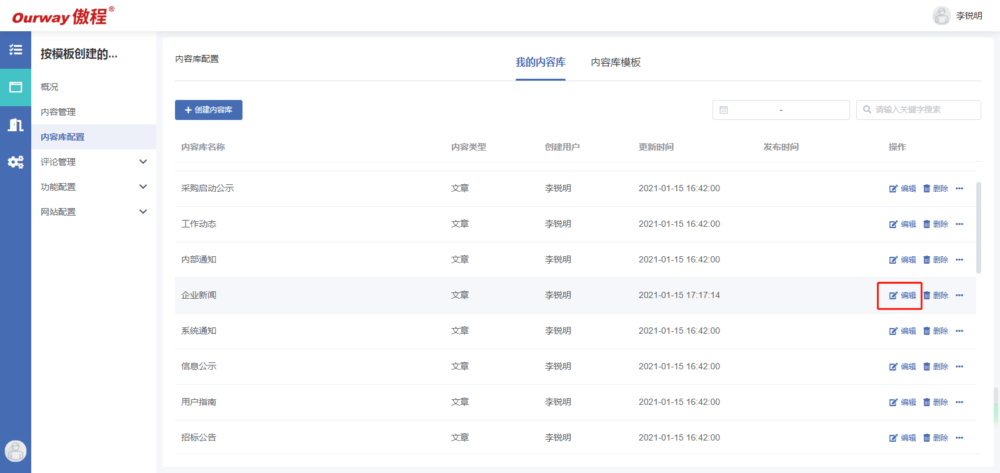 Ourway 傲程®
李锐明
按模板创建的...
概况
内容管理
内容库配置
评论管理
功能配置
网站配置
内容库配置
我的内容库 内容库模板
+ 创建内容库
- 请输入关键字搜索
内容库名称 内容类型 创建用户 更新时间 发布时间 操作
采购启动公示 文章 李锐明 2021-01-15 16:42:00 编辑 删除 ···
工作动态 文章 李锐明 2021-01-15 16:42:00 编辑 删除 ···
内部通知 文章 李锐明 2021-01-15 16:42:00 编辑 删除 ···
企业新闻 文章 李锐明 2021-01-15 17:17:14 编辑 删除 ···
系统通知 文章 李锐明 2021-01-15 16:42:00 编辑 删除 ···
信息公示 文章 李锐明 2021-01-15 16:42:00 编辑 删除 ···
用户指南 文章 李锐明 2021-01-15 16:42:00 编辑 删除 ···
招标公告 文章 李锐明 2021-01-15 16:42:00 编辑 删除 ···